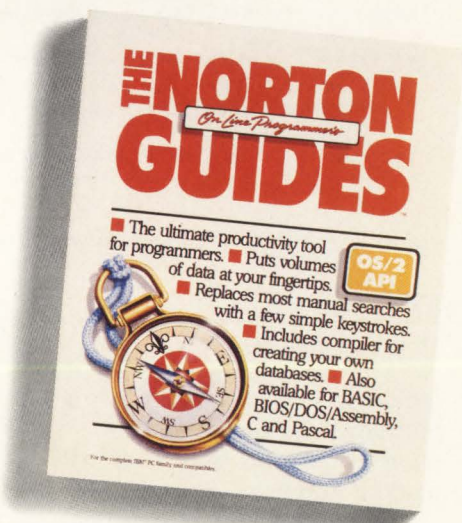 THE NORTON
On-Line Programmer's
GUIDES
■ The ultimate productivity tool
for programmers. ■ Puts volumes
of data at your fingertips.
■ Replaces most manual searches
with a few simple keystrokes.
■ Includes compiler for
creating your own
databases. ■ Also
available for BASIC,
BIOS/DOS/Assembly,
C and Pascal.
OS/2
API
N
S
SE
SW
For the complete IBM® PC family and compatibles.